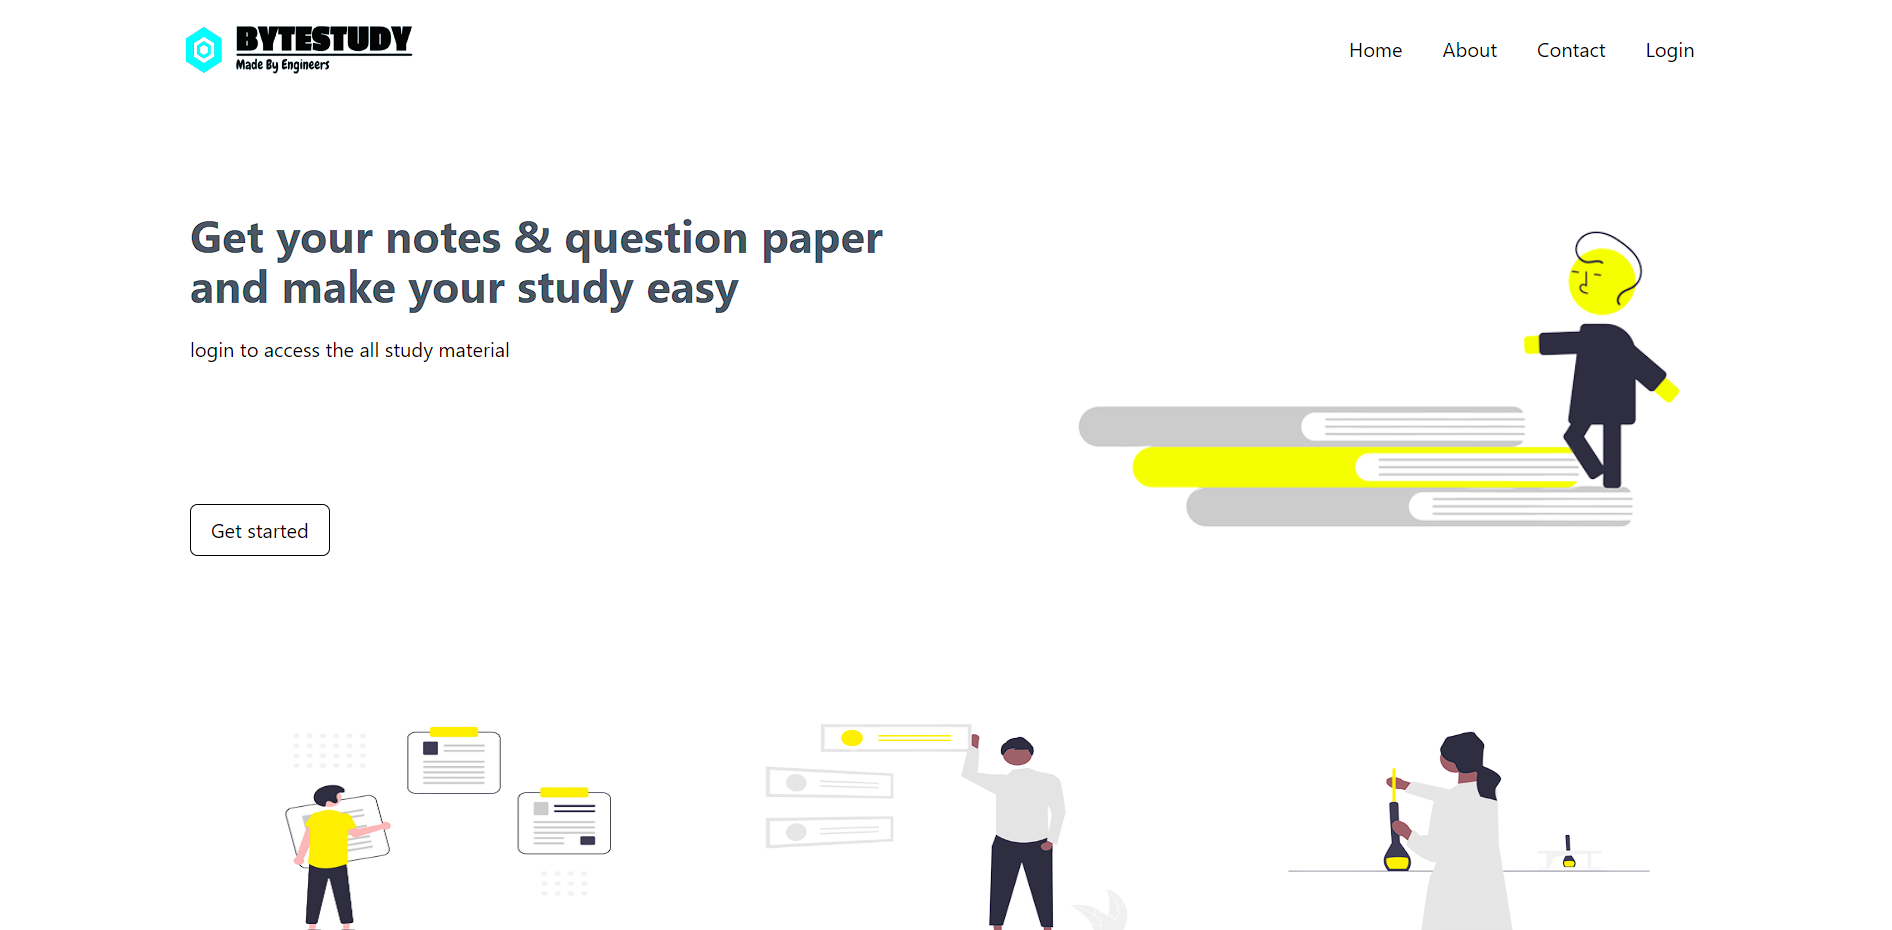 BYTESTUDY
Made By Engineers
Home About Contact Login
Get your notes & question paper
and make your study easy
login to access the all study material
Get started